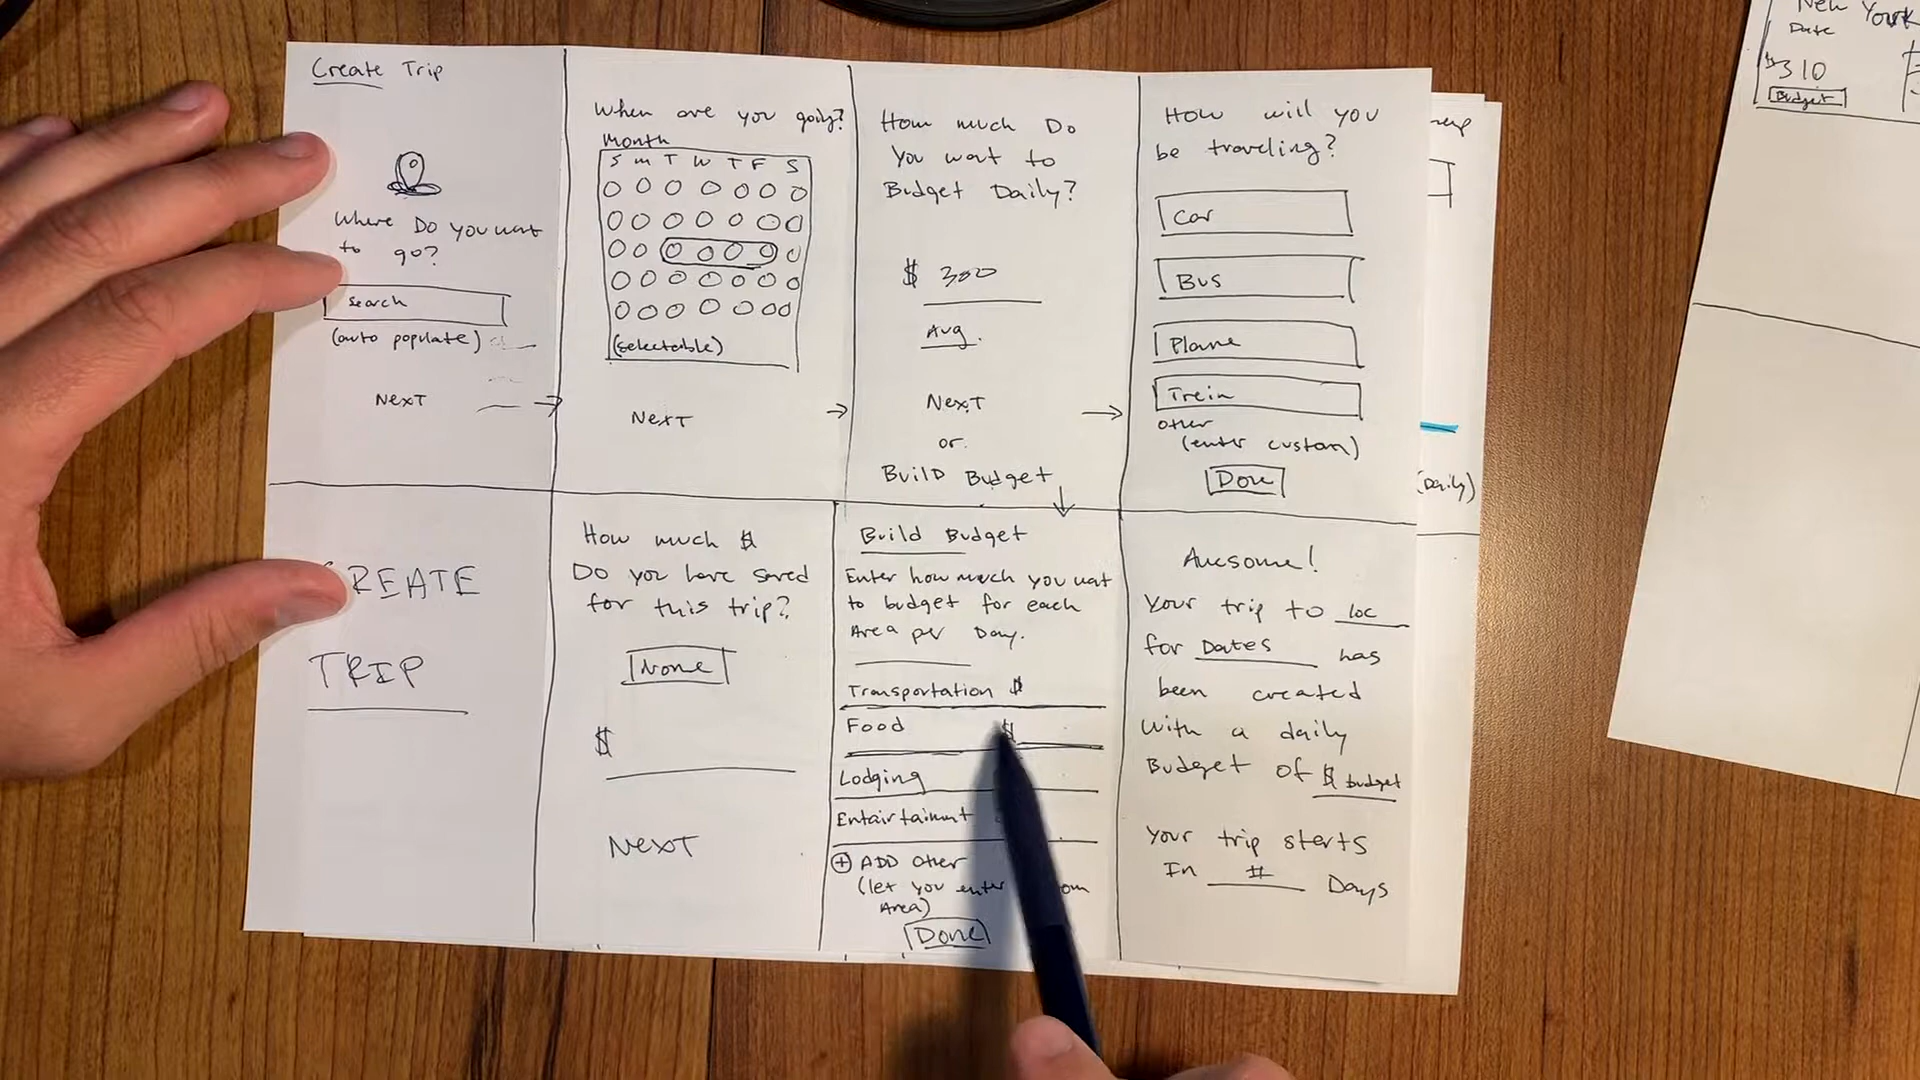 Create Trip
Where Do you want
to go?
Search
(auto populate)
NEXT
When are you going?
Month
S M T W T F S
(selectable)
NEXT
How much Do
You want to
Budget Daily?
$ 300
Avg.
NEXT
or.
Build Budget
How will you
be traveling?
Car
Bus
Plane
Train
other
(enter custom)
Done
CREATE
TRIP
How much $
Do you have saved
for this trip?
None
$
NEXT
Build Budget
Enter how much you want
to budget for each
Area per Day.
Transportation $
Food $
Lodging
Entairtainment
+ ADD other
(let you enter
Area)
Done
Awesome!
Your trip to loc
for Dates has
been created
With a daily
Budget of $ budget
Your trip starts
In # Days
(Daily)
New York
Date
$310
Budget